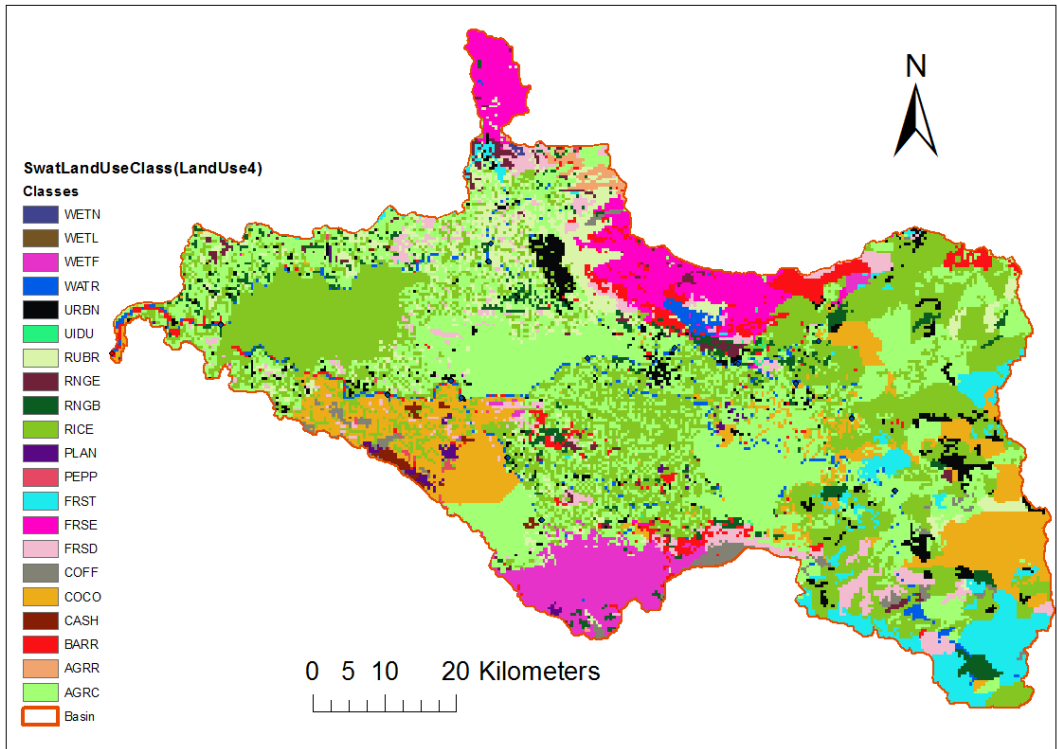 N
SwatLandUseClass(LandUse4)
Classes
WETN
WETL
WETF
WATR
URBN
UIDU
RUBR
RNGE
RNGB
RICE
PLAN
PEPP
FRST
FRSE
FRSD
COFF
COCO
CASH
BARR
AGRR
AGRC
Basin
0 5 10 20 Kilometers